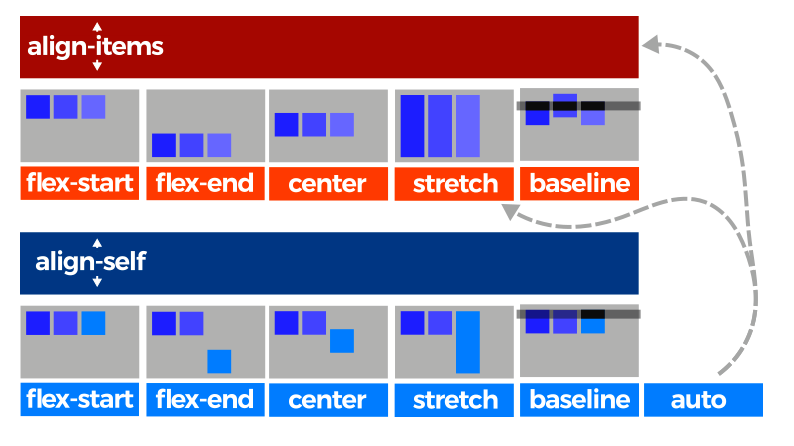 align-items
flex-start flex-end center stretch baseline
align-self
flex-start flex-end center stretch baseline auto